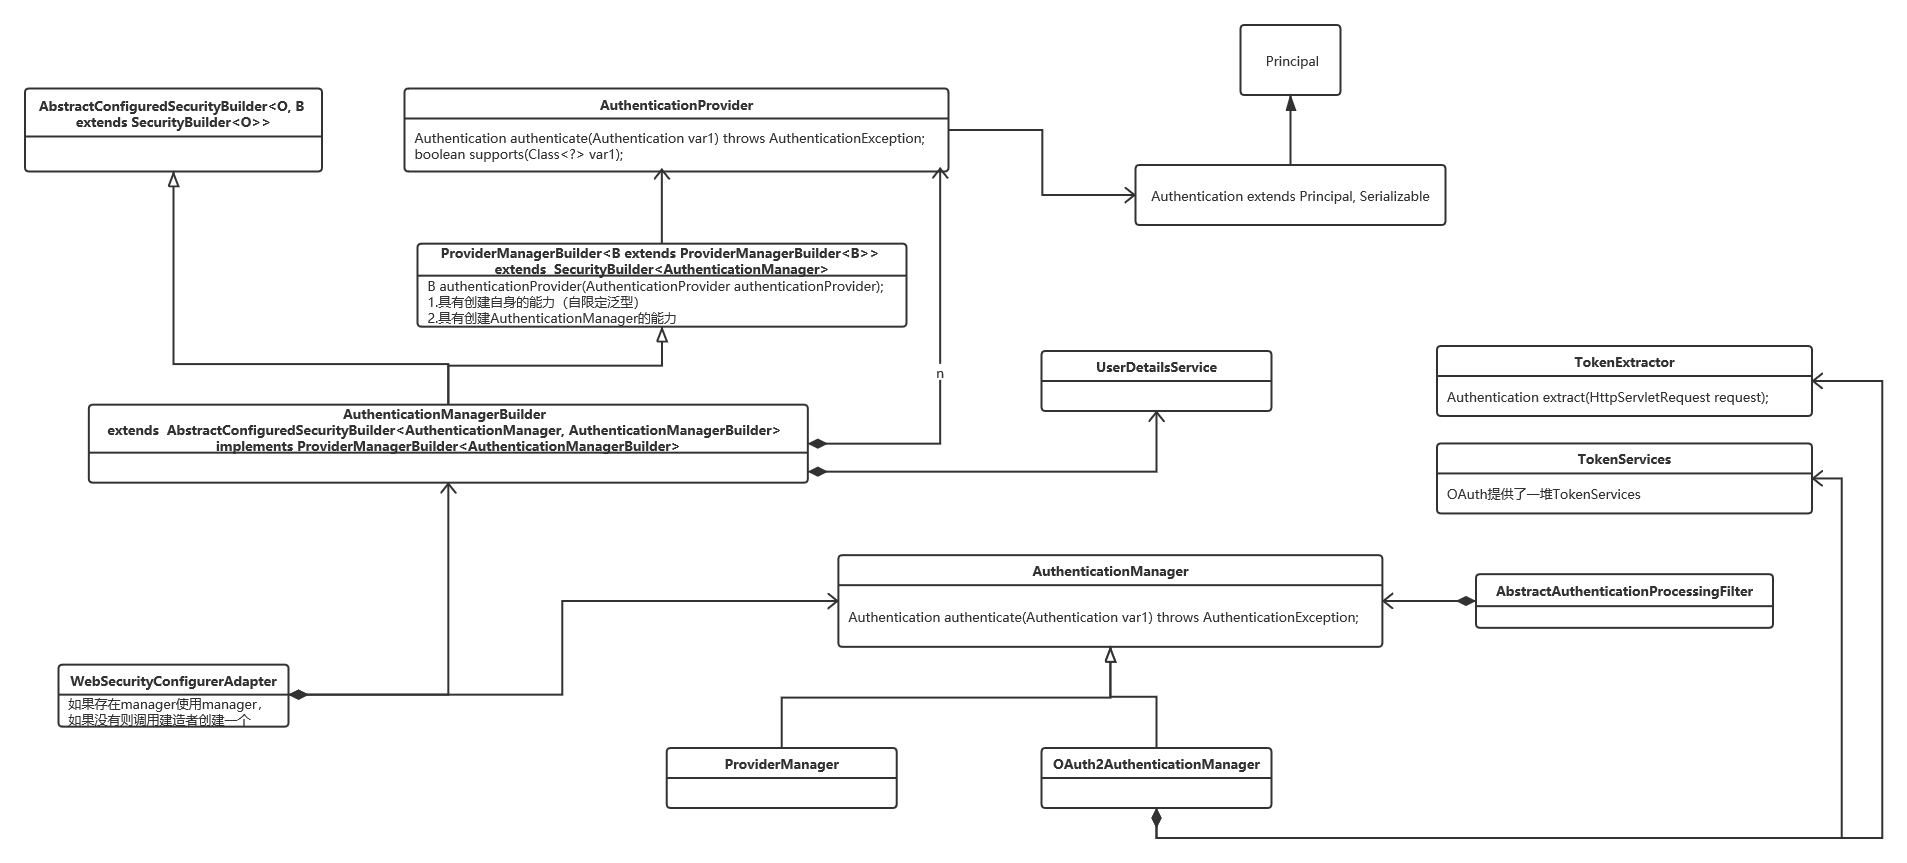 Principal
AbstractConfiguredSecurityBuilder<O, B
extends SecurityBuilder<O>>
AuthenticationProvider
Authentication authenticate(Authentication var1) throws AuthenticationException;
boolean supports(Class<?> var1);
Authentication extends Principal, Serializable
ProviderManagerBuilder<B extends ProviderManagerBuilder<B>>
extends  SecurityBuilder<AuthenticationManager>
B authenticationProvider(AuthenticationProvider authenticationProvider);
1.具有创建自身的能力（自限定泛型）
2.具有创建AuthenticationManager的能力
n
UserDetailsService
TokenExtractor
Authentication extract(HttpServletRequest request);
AuthenticationManagerBuilder
extends  AbstractConfiguredSecurityBuilder<AuthenticationManager, AuthenticationManagerBuilder>
implements ProviderManagerBuilder<AuthenticationManagerBuilder>
TokenServices
OAuth提供了一堆TokenServices
AuthenticationManager
Authentication authenticate(Authentication var1) throws AuthenticationException;
AbstractAuthenticationProcessingFilter
WebSecurityConfigurerAdapter
如果存在manager使用manager，
如果没有则调用建造者创建一个
ProviderManager
OAuth2AuthenticationManager